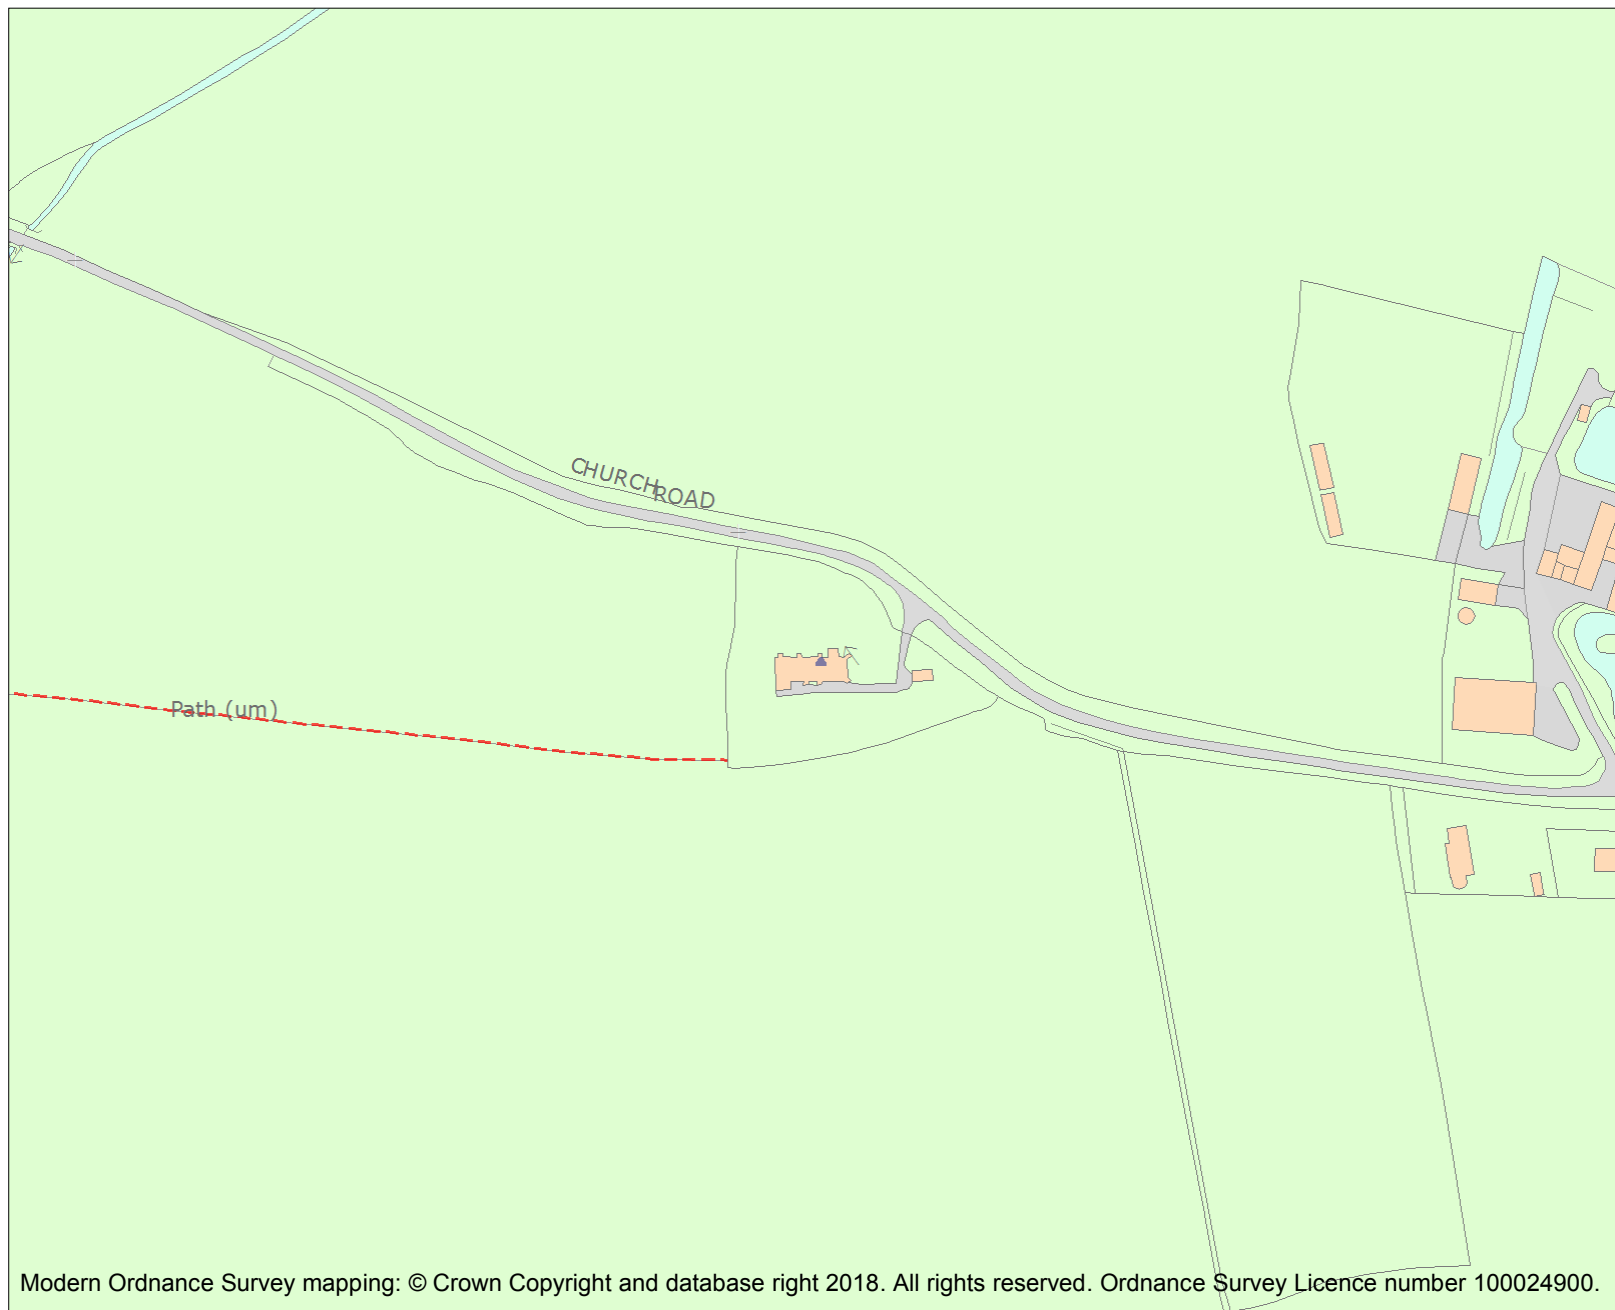 CHURCH ROAD
Path (um)
Modern Ordnance Survey mapping: © Crown Copyright and database right 2018. All rights reserved. Ordnance Survey Licence number 100024900.